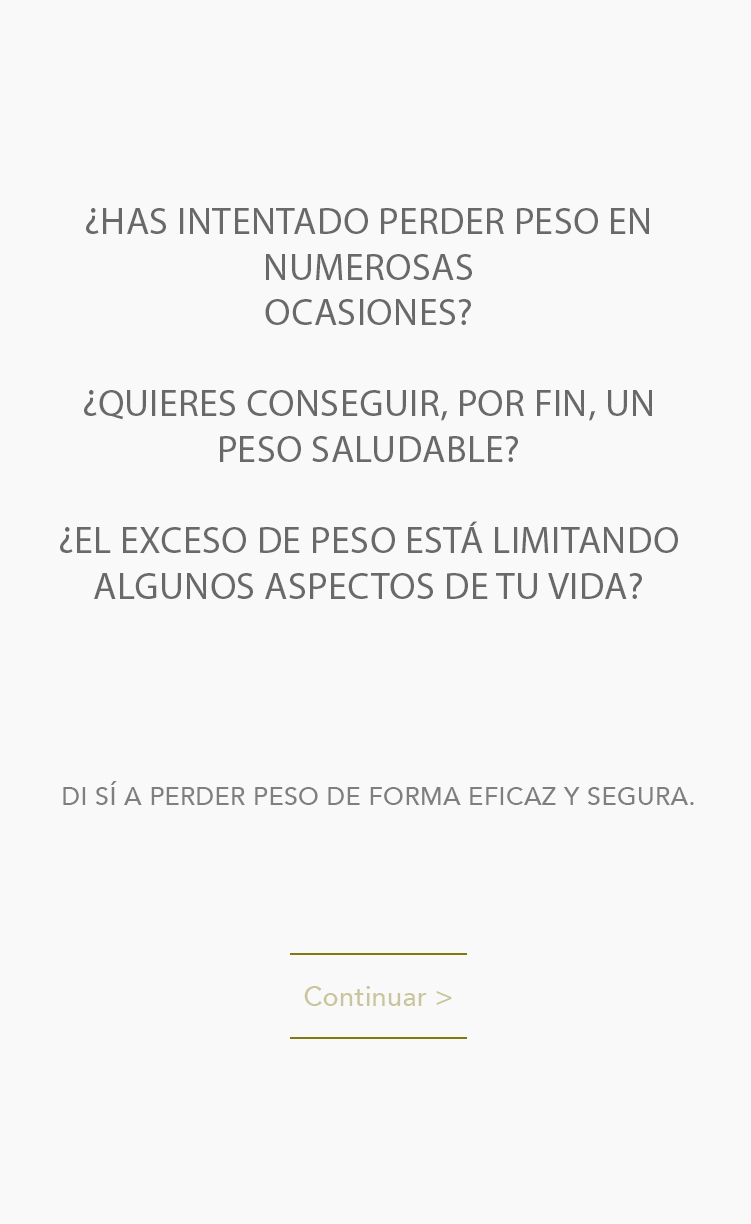 ¿HAS INTENTADO PERDER PESO EN
NUMEROSAS
OCASIONES?
¿QUIERES CONSEGUIR, POR FIN, UN
PESO SALUDABLE?
¿EL EXCESO DE PESO ESTÁ LIMITANDO
ALGUNOS ASPECTOS DE TU VIDA?
DI SÍ A PERDER PESO DE FORMA EFICAZ Y SEGURA.
Continuar >